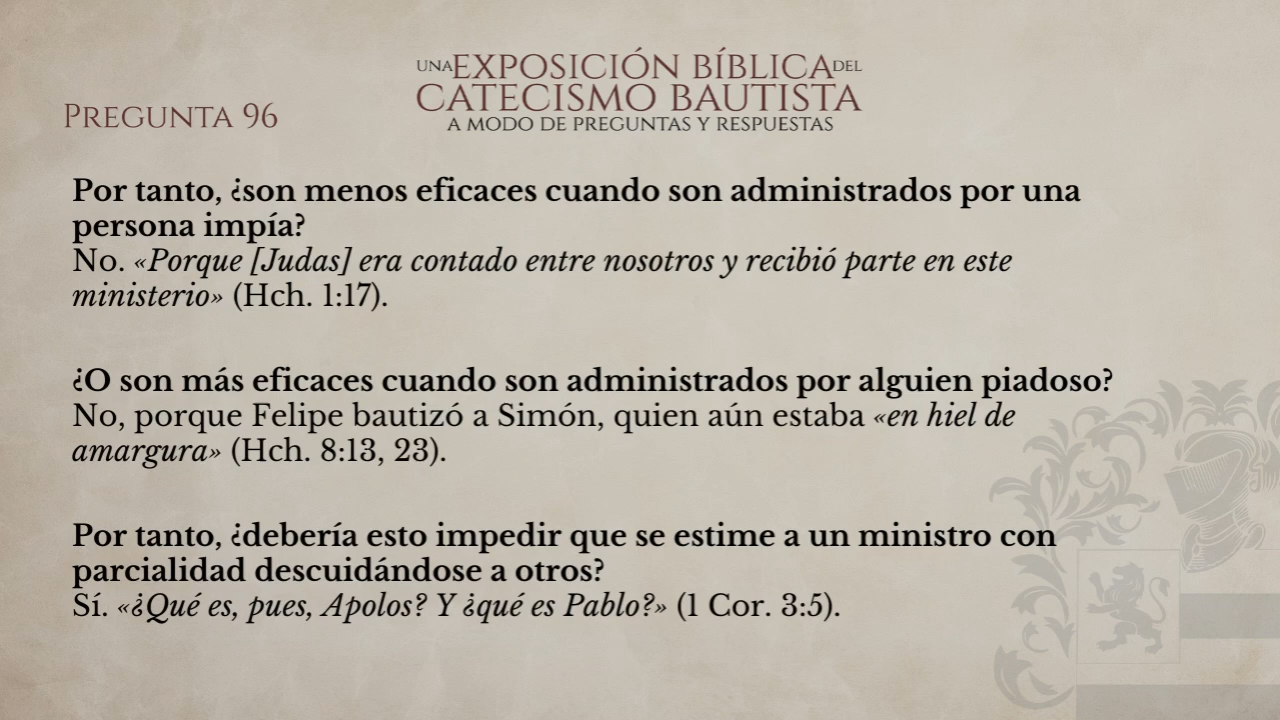 UNA EXPOSICIÓN BÍBLICA DEL
CATECISMO BAUTISTA
A MODO DE PREGUNTAS Y RESPUESTAS
PREGUNTA 96
Por tanto, ¿son menos eficaces cuando son administrados por una
persona impía?
No. «Porque [Judas] era contado entre nosotros y recibió parte en este
ministerio» (Hch. 1:17).
¿O son más eficaces cuando son administrados por alguien piadoso?
No, porque Felipe bautizó a Simón, quien aún estaba «en hiel de
amargura» (Hch. 8:13, 23).
Por tanto, ¿debería esto impedir que se estime a un ministro con
parcialidad descuidándose a otros?
Sí. «¿Qué es, pues, Apolos? Y ¿qué es Pablo?» (1 Cor. 3:5).